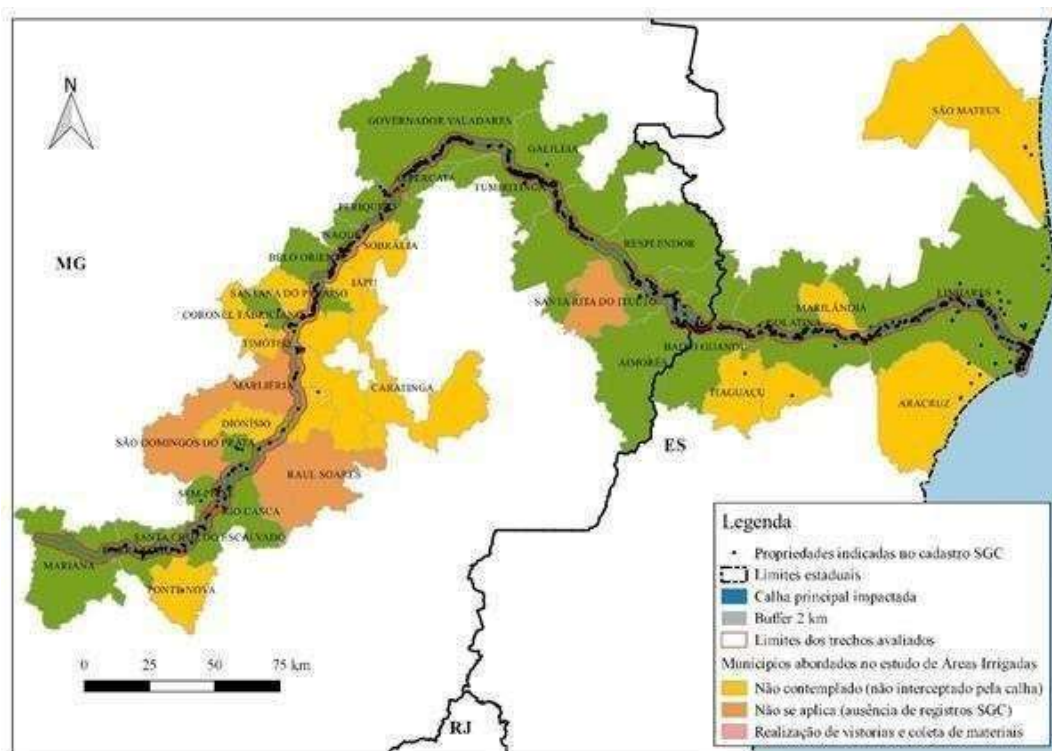 N
SÃO MATEUS
GOVERNADOR VALADARES
GALILEIA
TUMIRITINGA
PERIQUITO
NAQUE
SOBRÁLIA
BELO ORIENTE
RESPLENDOR
MG
IAPU
SANTANA DO PARAÍSO
SANTA RITA DO ITUETO
LINHARES
MARILÂNDIA
CORONEL FABRICIANO
COLATINA
TIMÓTEO
BAIXO GUANDU
AIMORÉS
MARLIÉRIA
CARATINGA
TIAGUAÇU
ARACRUZ
DIONÍSIO
SÃO DOMINGOS DO PRATA
ES
RAUL SOARES
RIO CASCA
SANTA CRUZ DO ESCALVADO
MARIANA
PONTE NOVA
0 25 50 75 km
RJ
Legenda
Propriedades indicadas no cadastro SGC
Limites estaduais
Calha principal impactada
Buffer 2 km
Limites dos trechos avaliados
Municípios abordados no estudo de Áreas Irrigadas
Não contemplado (não interceptado pela calha)
Não se aplica (ausência de registros SGC)
Realização de vistorias e coleta de materiais